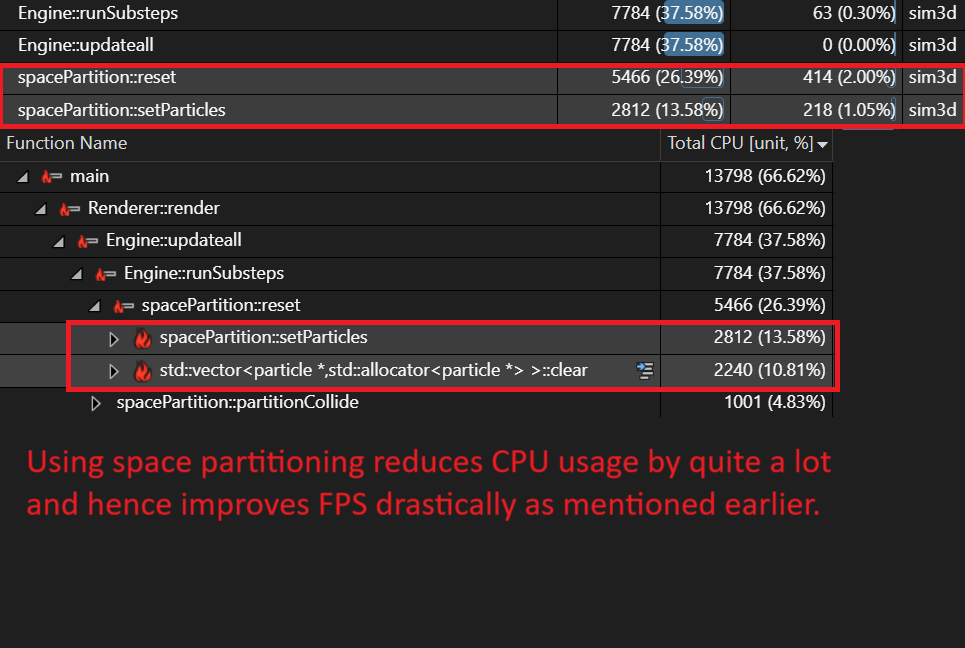 Engine::runSubsteps 7784 (37.58%) 63 (0.30%) sim3d
Engine::updateall 7784 (37.58%) 0 (0.00%) sim3d
spacePartition::reset 5466 (26.39%) 414 (2.00%) sim3d
spacePartition::setParticles 2812 (13.58%) 218 (1.05%) sim3d
Function Name Total CPU [unit, %]
main 13798 (66.62%)
Renderer::render 13798 (66.62%)
Engine::updateall 7784 (37.58%)
Engine::runSubsteps 7784 (37.58%)
spacePartition::reset 5466 (26.39%)
spacePartition::setParticles 2812 (13.58%)
std::vector<particle *,std::allocator<particle *> >::clear 2240 (10.81%)
spacePartition::partitionCollide 1001 (4.83%)
Using space partitioning reduces CPU usage by quite a lot
and hence improves FPS drastically as mentioned earlier.